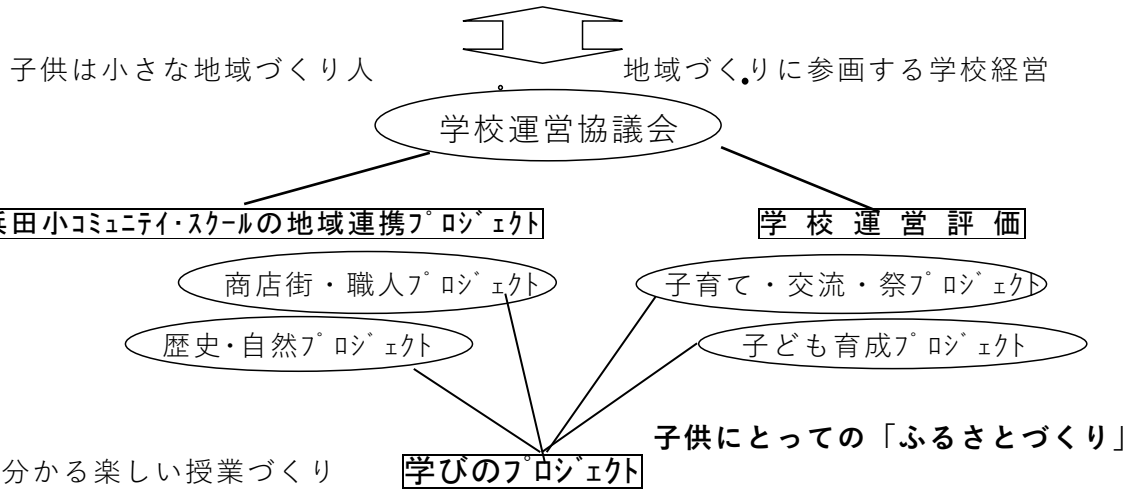 子供は小さな地域づくり人
地域づくりに参画する学校経営
学校運営協議会
浜田小コミュニテイ・スクールの地域連携プロジェクト
学校運営評価
商店街・職人プロジェクト
子育て・交流・祭プロジェクト
歴史・自然プロジェクト
子ども育成プロジェクト
子供にとっての「ふるさとづくり」
分かる楽しい授業づくり
学びのプロジェクト